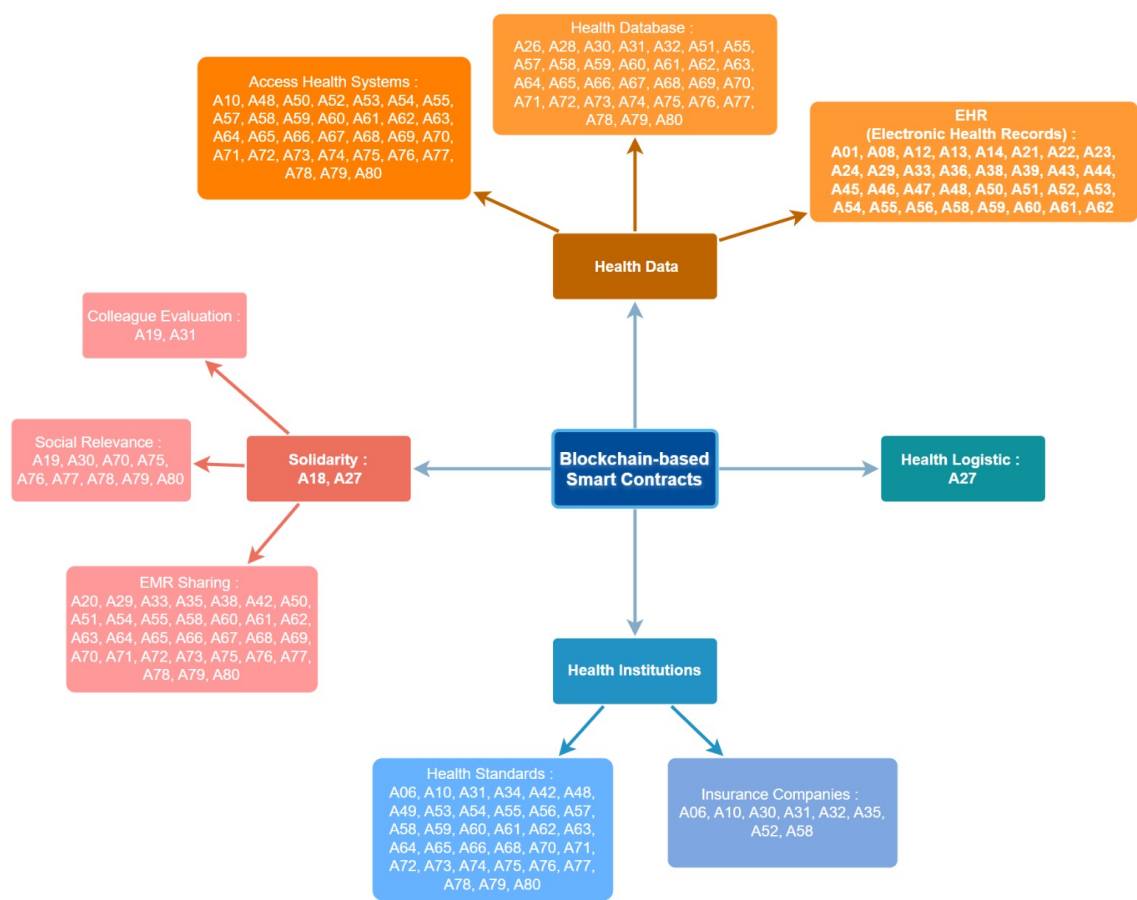 Health Database :
A26, A28, A30, A31, A32, A51, A55,
A57, A58, A59, A60, A61, A62, A63,
A64, A65, A66, A67, A68, A69, A70,
A71, A72, A73, A74, A75, A76, A77,
A78, A79, A80
Access Health Systems :
A10, A48, A50, A52, A53, A54, A55,
A57, A58, A59, A60, A61, A62, A63,
A64, A65, A66, A67, A68, A69, A70,
A71, A72, A73, A74, A75, A76, A77,
A78, A79, A80
EHR
(Electronic Health Records) :
A01, A08, A12, A13, A14, A21, A22, A23,
A24, A29, A33, A36, A38, A39, A43, A44,
A45, A46, A47, A48, A50, A51, A52, A53,
A54, A55, A56, A58, A59, A60, A61, A62
Health Data
Colleague Evaluation :
A19, A31
Social Relevance :
A19, A30, A70, A75,
A76, A77, A78, A79, A80
Solidarity :
A18, A27
Blockchain-based
Smart Contracts
Health Logistic :
A27
EMR Sharing :
A20, A29, A33, A35, A38, A42, A50,
A51, A54, A55, A58, A60, A61, A62,
A63, A64, A65, A66, A67, A68, A69,
A70, A71, A72, A73, A75, A76, A77,
A78, A79, A80
Health Institutions
Health Standards :
A06, A10, A31, A34, A42, A48,
A49, A53, A54, A55, A56, A57,
A58, A59, A60, A61, A62, A63,
A64, A65, A66, A68, A70, A71,
A72, A73, A74, A75, A76, A77,
A78, A79, A80
Insurance Companies :
A06, A10, A30, A31, A32, A35,
A52, A58